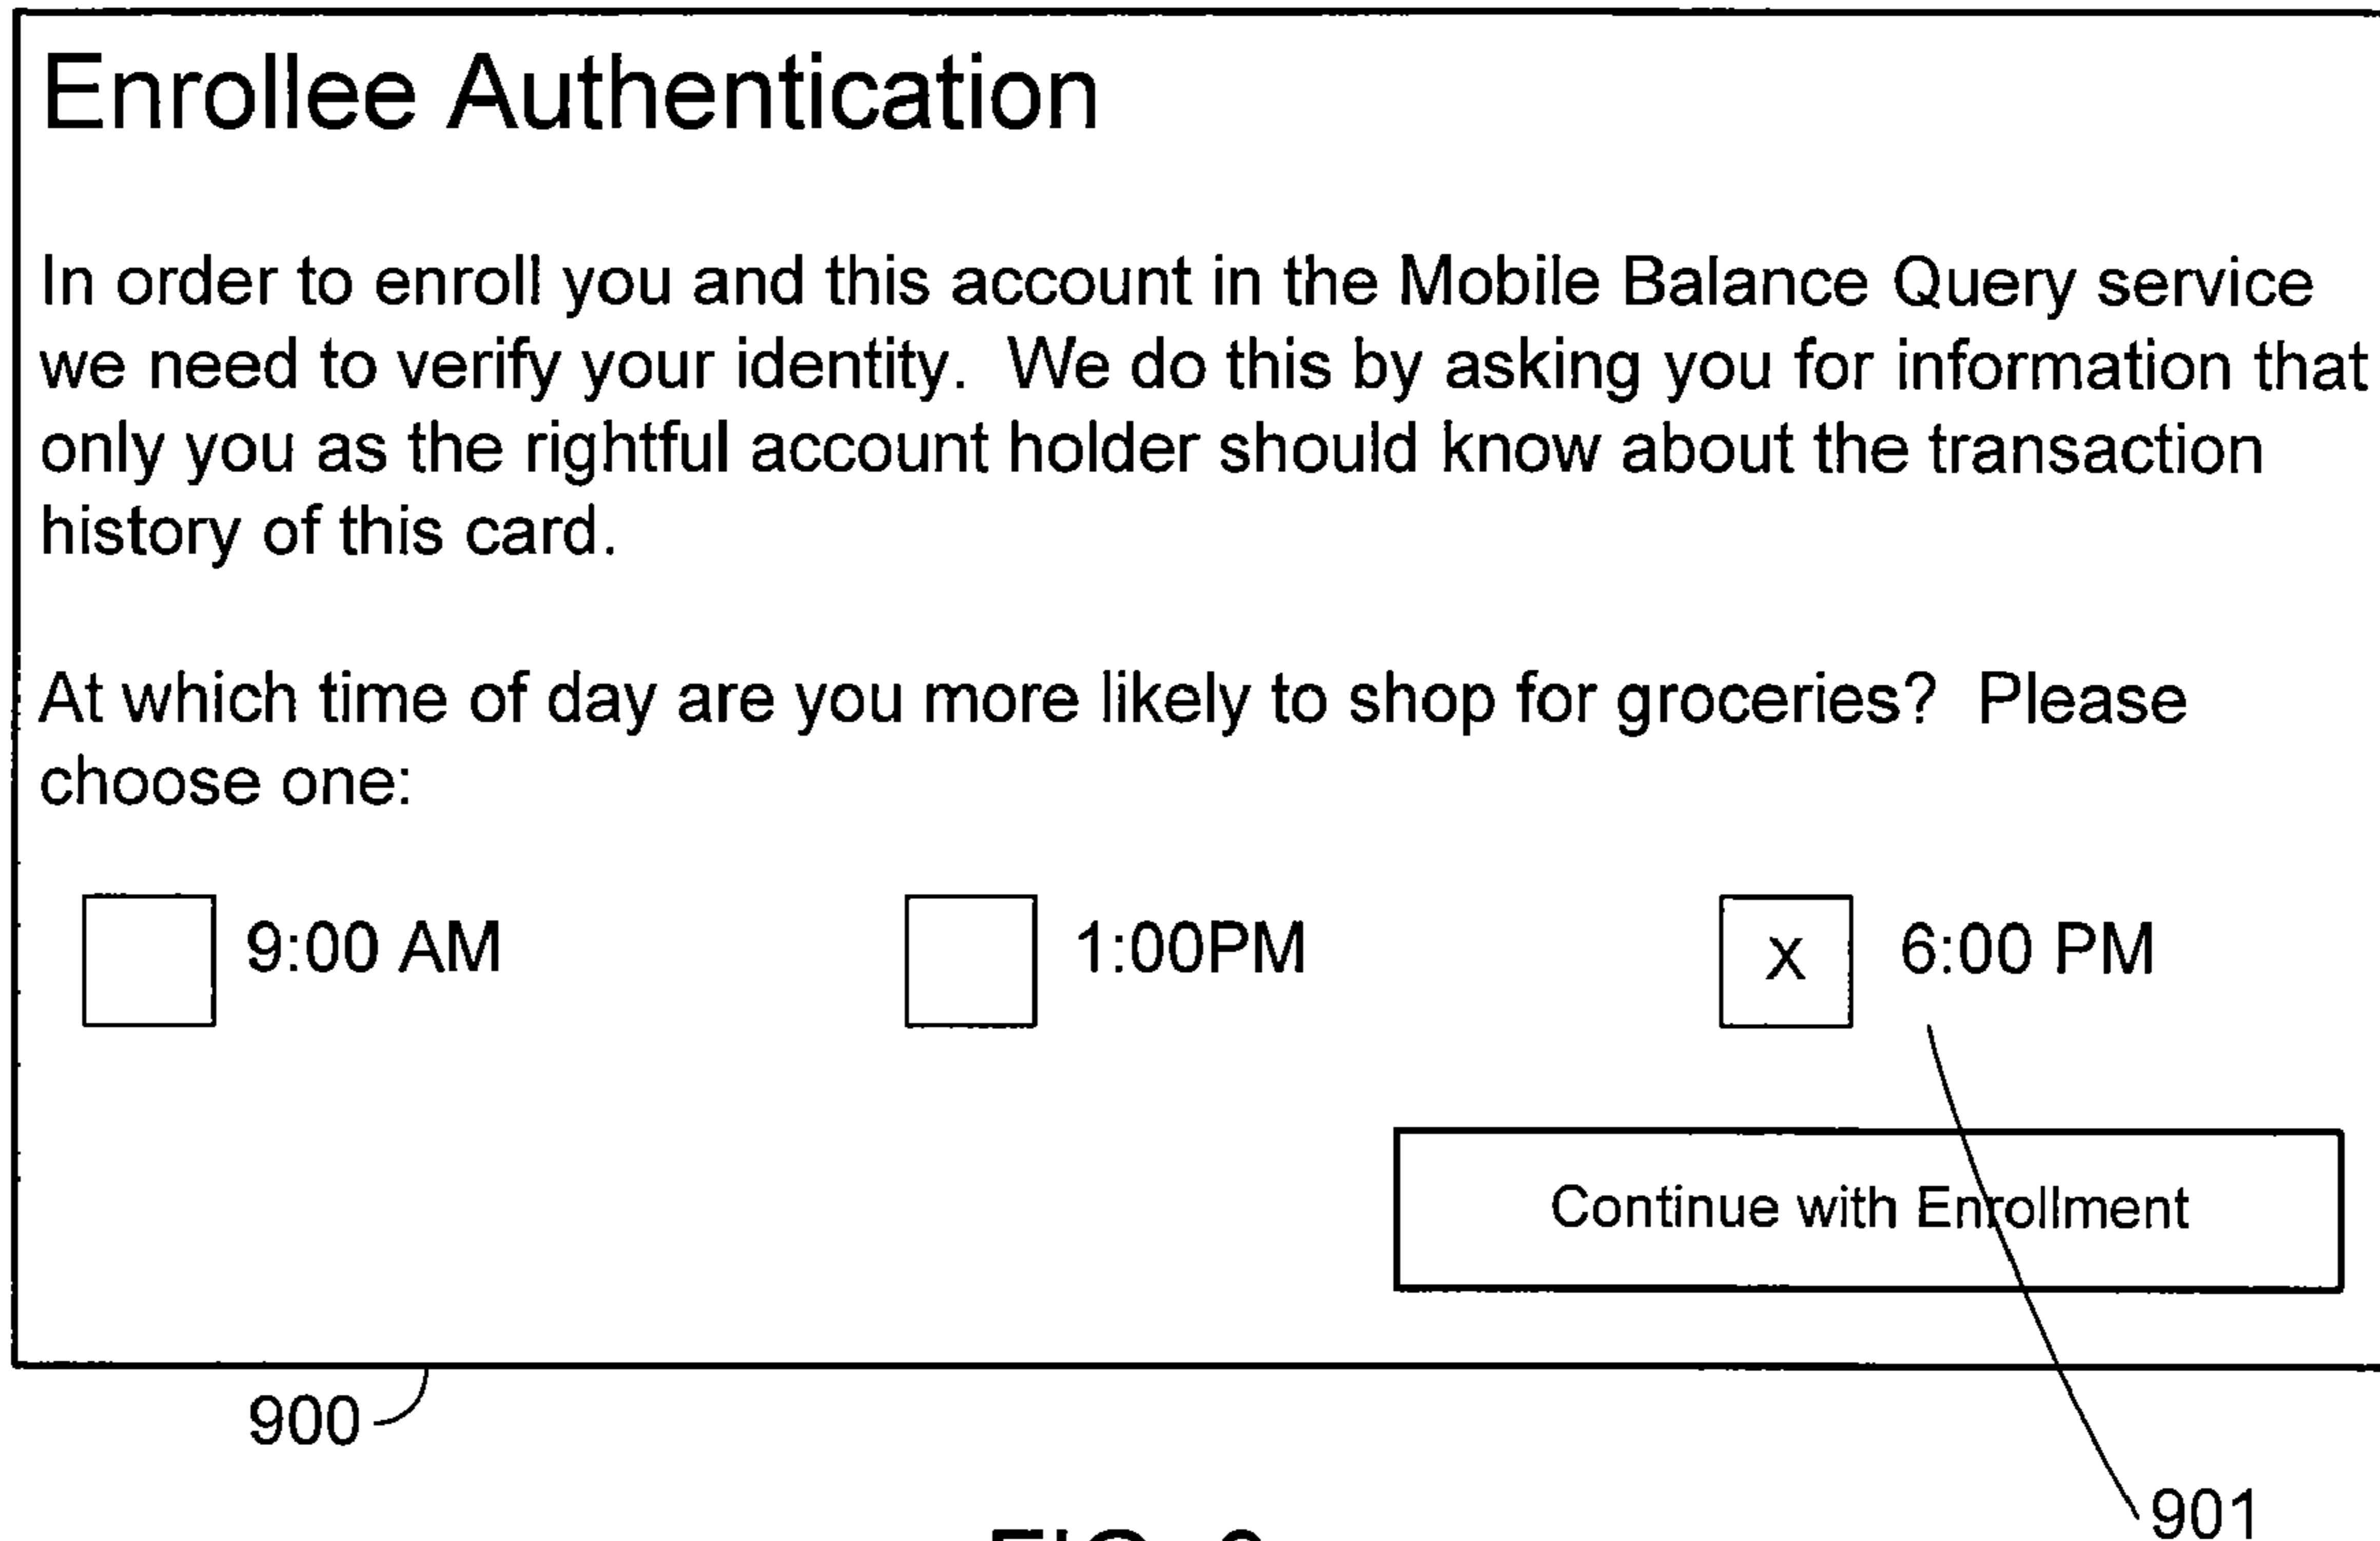 Enrollee Authentication
In order to enroll you and this account in the Mobile Balance Query service
we need to verify your identity. We do this by asking you for information that
only you as the rightful account holder should know about the transaction
history of this card.
At which time of day are you more likely to shop for groceries? Please
choose one:
9:00 AM 1:00PM X 6:00 PM
Continue with Enrollment
900
901